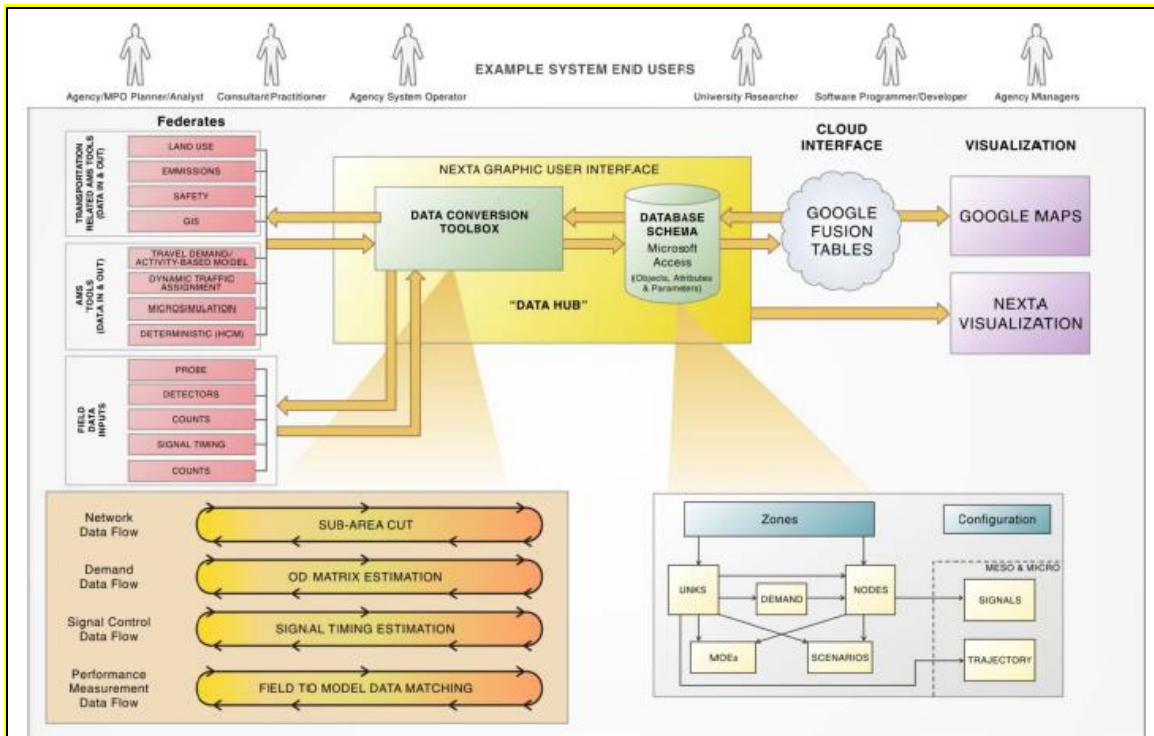 EXAMPLE SYSTEM END USERS
Agency/MPO Planner/Analyst
Consultant Practitioner
Agency System Operator
University Researcher
Software Programmer/Developer
Agency Managers
Federates
TRANSPORTATION
RELATED AMS TOOLS
(DATA IN & OUT)
LAND USE
EMMISSIONS
SAFETY
GIS
AMS
TOOLS
(DATA IN & OUT)
TRAVEL DEMAND/
ACTIVITY-BASED MODEL
DYNAMIC TRAFFIC
ASSIGNMENT
MICROSIMULATION
DETERMINISTIC (HCM)
FIELD
DATA
INPUTS
PROBE
DETECTORS
COUNTS
SIGNAL TIMING
COUNTS
NEXTA GRAPHIC USER INTERFACE
DATA CONVERSION
TOOLBOX
DATABASE
SCHEMA
Microsoft
Access
(Objects, Attributes
& Parameters)
"DATA HUB"
CLOUD
INTERFACE
GOOGLE
FUSION
TABLES
VISUALIZATION
GOOGLE MAPS
NEXTA
VISUALIZATION
Network
Data Flow
SUB-AREA CUT
Demand
Data Flow
OD MATRIX ESTIMATION
Signal Control
Data Flow
SIGNAL TIMING ESTIMATION
Performance
Measurement
Data Flow
FIELD TO MODEL DATA MATCHING
Zones
Configuration
MESO & MICRO
LINKS
DEMAND
NODES
SIGNALS
MOEs
SCENARIOS
TRAJECTORY